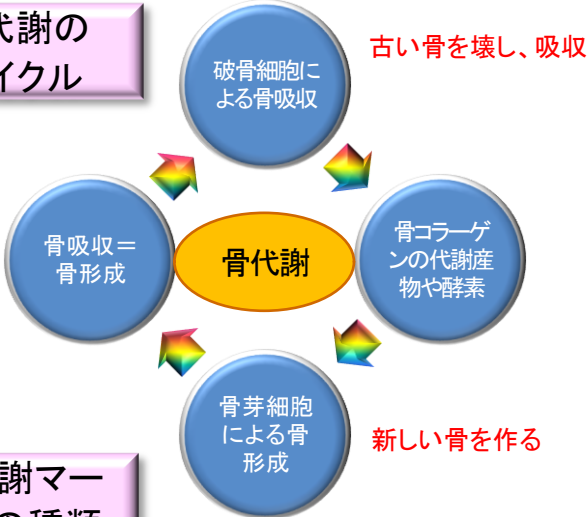 代謝の
イクル
破骨細胞に
よる骨吸収
古い骨を壊し、吸収
骨吸収＝
骨形成
骨代謝
骨コラーゲ
ンの代謝産
物や酵素
骨芽細胞
による骨
形成
新しい骨を作る
謝マー
の種類